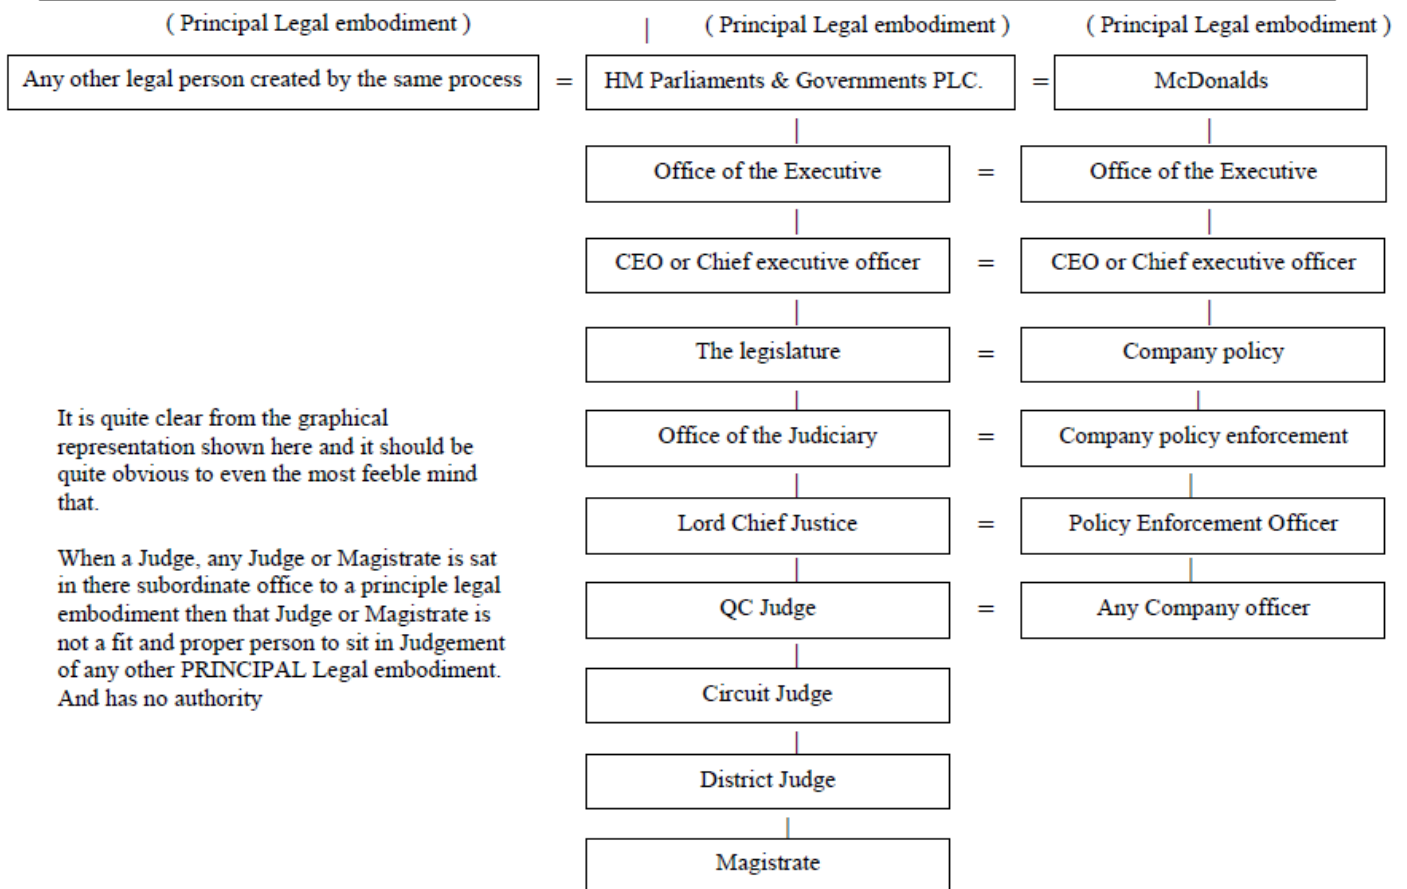 ( Principal Legal embodiment )
( Principal Legal embodiment )
( Principal Legal embodiment )
Any other legal person created by the same process
=
HM Parliaments & Governments PLC.
=
McDonalds
Office of the Executive
=
Office of the Executive
CEO or Chief executive officer
=
CEO or Chief executive officer
The legislature
=
Company policy
Office of the Judiciary
=
Company policy enforcement
Lord Chief Justice
=
Policy Enforcement Officer
QC Judge
=
Any Company officer
Circuit Judge
District Judge
Magistrate
It is quite clear from the graphical
representation shown here and it should be
quite obvious to even the most feeble mind
that.
When a Judge, any Judge or Magistrate is sat
in there subordinate office to a principle legal
embodiment then that Judge or Magistrate is
not a fit and proper person to sit in Judgement
of any other PRINCIPAL Legal embodiment.
And has no authority